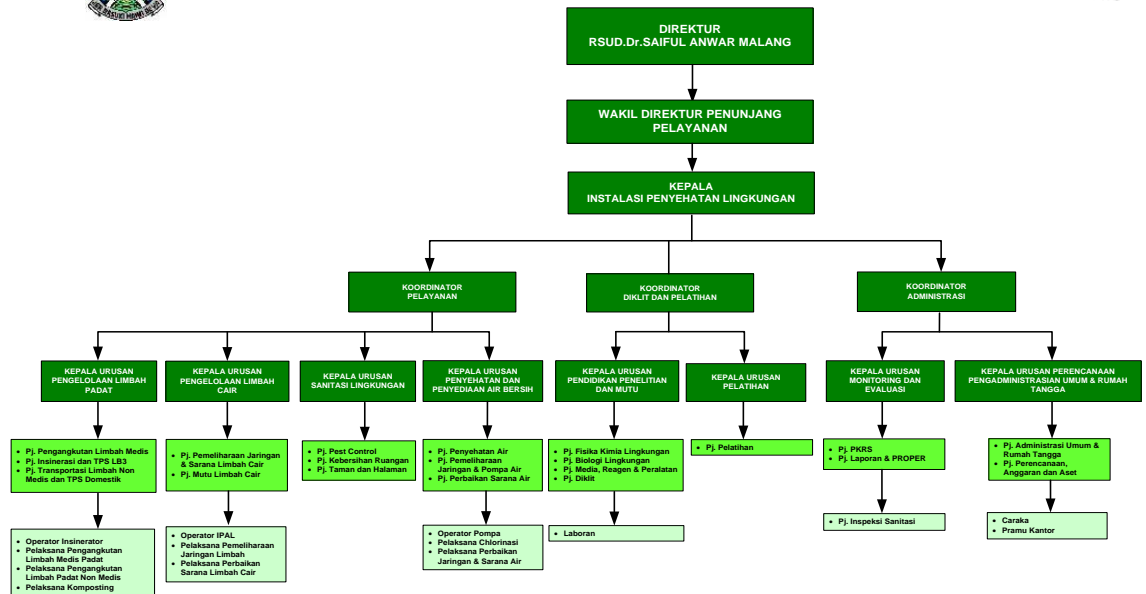 DIREKTUR
RSUD.Dr.SAIFUL ANWAR MALANG
WAKIL DIREKTUR PENUNJANG
PELAYANAN
KEPALA
INSTALASI PENYEHATAN LINGKUNGAN
KOORDINATOR
PELAYANAN
KOORDINATOR
DIKLIT DAN PELATIHAN
KOORDINATOR
ADMINISTRASI
KEPALA URUSAN
PENGELOLAAN LIMBAH
PADAT
KEPALA URUSAN
PENGELOLAAN LIMBAH
CAIR
KEPALA URUSAN
SANITASI LINGKUNGAN
KEPALA URUSAN
PENYEHATAN DAN
PENYEDIAAN AIR BERSIH
KEPALA URUSAN
PENDIDIKAN PENELITIAN
DAN MUTU
KEPALA URUSAN
PELATIHAN
KEPALA URUSAN
MONITORING DAN
EVALUASI
KEPALA URUSAN PERENCANAAN
PENGADMINISTRASIAN UMUM & RUMAH
TANGGA
• Pj. Pengangkutan Limbah Medis
• Pj. Insinerasi dan TPS LB3
• Pj. Transportasi Limbah Non
Medis dan TPS Domestik
• Pj. Pemeliharaan Jaringan
& Sarana Limbah Cair
• Pj. Mutu Limbah Cair
• Pj. Pest Control
• Pj. Kebersihan Ruangan
• Pj. Taman dan Halaman
• Pj. Penyehatan Air
• Pj. Pemeliharaan
Jaringan & Pompa Air
• Pj. Perbaikan Sarana Air
• Pj. Fisika Kimia Lingkungan
• Pj. Biologi Lingkungan
• Pj. Media, Reagen & Peralatan
• Pj. Diklit
• Pj. Pelatihan
• Pj. PKRS
• Pj. Laporan & PROPER
• Pj. Administrasi Umum &
Rumah Tangga
• Pj. Perencanaan,
Anggaran dan Aset
• Operator Insinerator
• Pelaksana Pengangkutan
Limbah Medis Padat
• Pelaksana Pengangkutan
Limbah Padat Non Medis
• Pelaksana Komposting
• Operator IPAL
• Pelaksana Pemeliharaan
Jaringan Limbah
• Pelaksana Perbaikan
Sarana Limbah Cair
• Operator Pompa
• Pelaksana Chlorinasi
• Pelaksana Perbaikan
Jaringan & Sarana Air
• Laboran
• Pj. Inspeksi Sanitasi
• Caraka
• Pramu Kantor